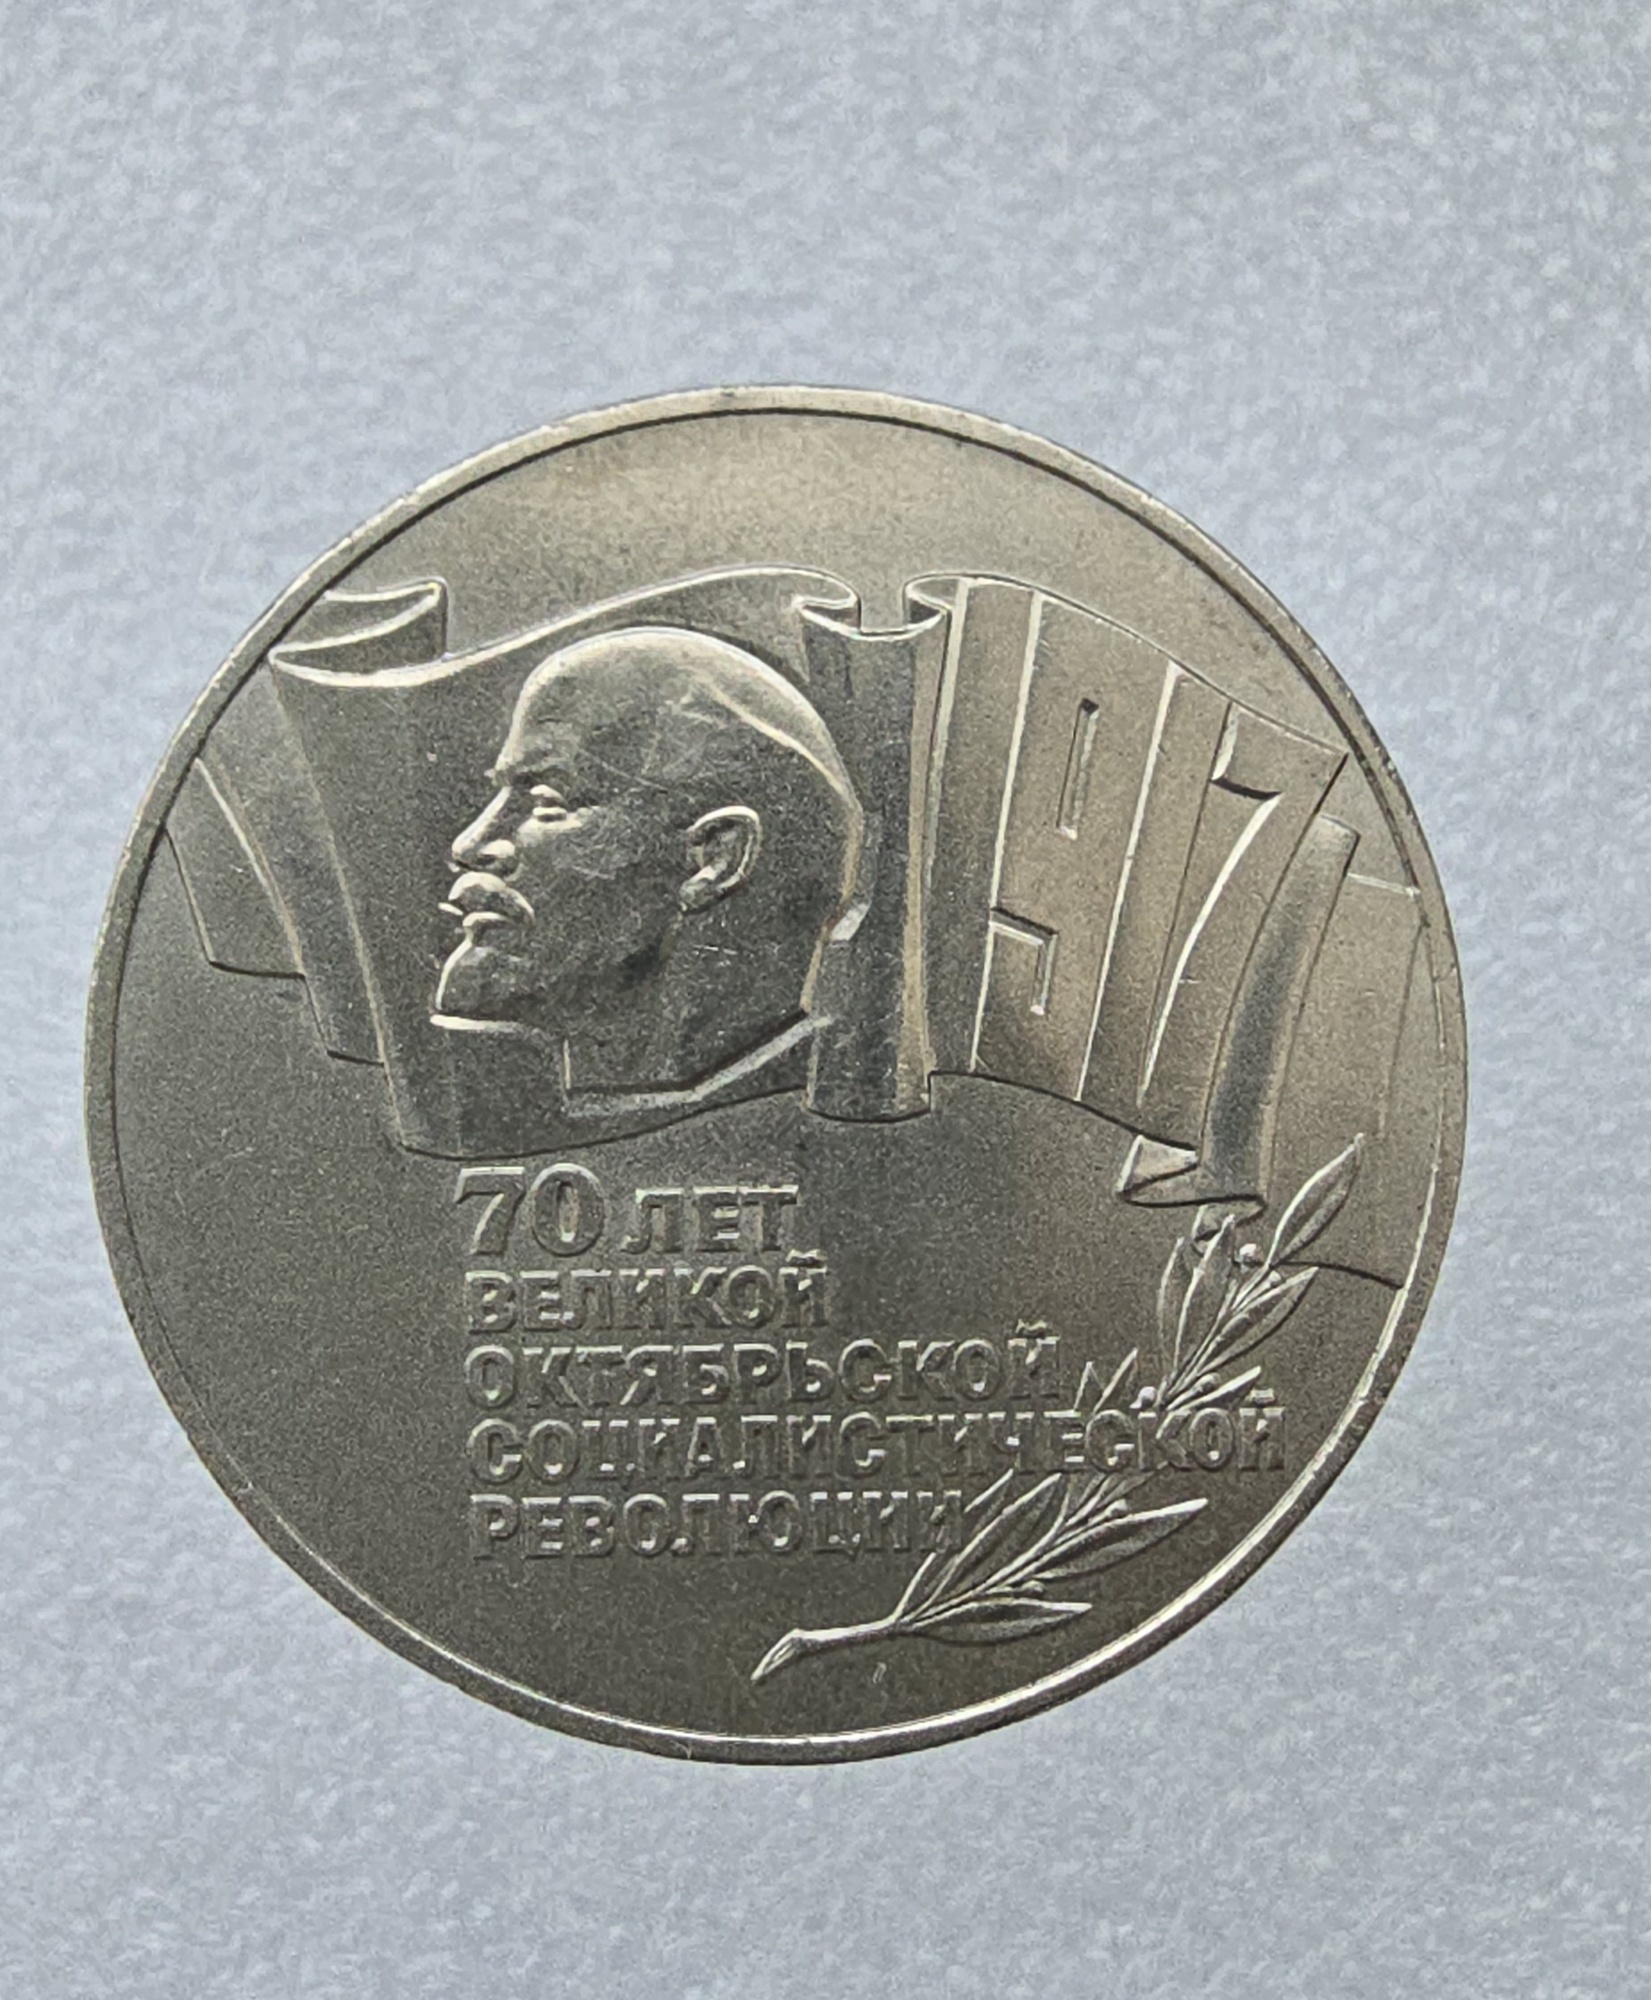 1917
70 ЛЕТ
ВЕЛИКОЙ
ОКТЯБРЬСКОЙ
СОЦИАЛИСТИЧЕСКОЙ
РЕВОЛЮЦИИ